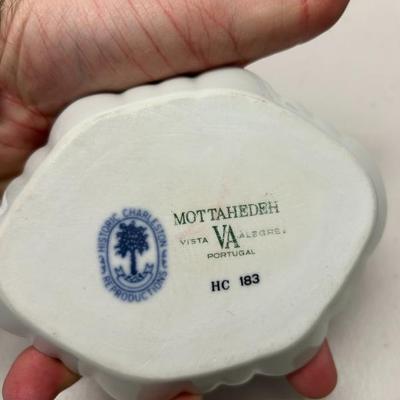 HISTORIC CHARLESTON
REPRODUCTIONS
MOTTAHEDEH
VISTA VA ALEGRE
PORTUGAL
HC 183